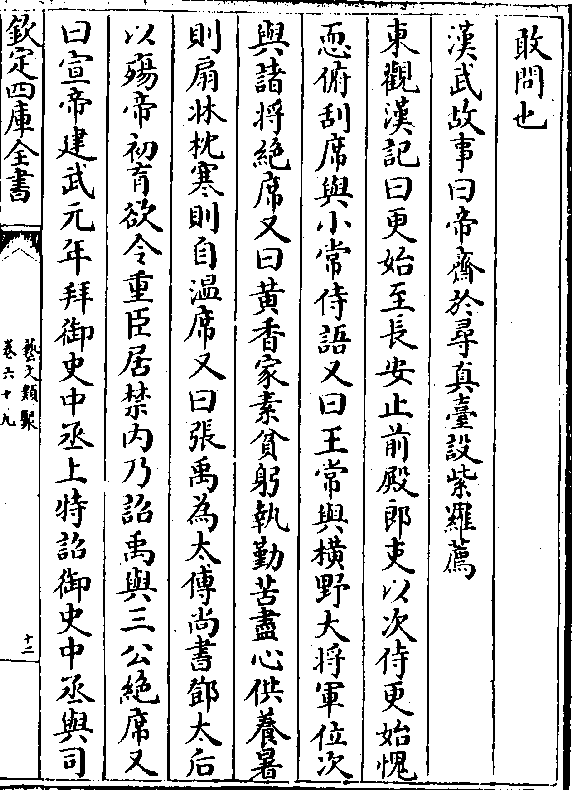 敢問也
漢武故事曰帝齋於尋真臺設紫羅薦
東觀漢記曰更始至長安止前殿郎吏以次侍更始愧
恧俯刮席與小常侍語又曰王常與橫野大將軍位次
與諸将絶席又曰黄香家素貧躬執勤苦盡心供養暑
則扇牀枕寒則自温席又曰張禹為太傅尚書鄧太后
以殤帝初育欲令重臣居禁内乃詔禹與三公絶席又
曰宣帝建武元年拜御史中丞上特詔御史中丞與司
欽定四庫全書
藝文類聚
卷六十九
十二